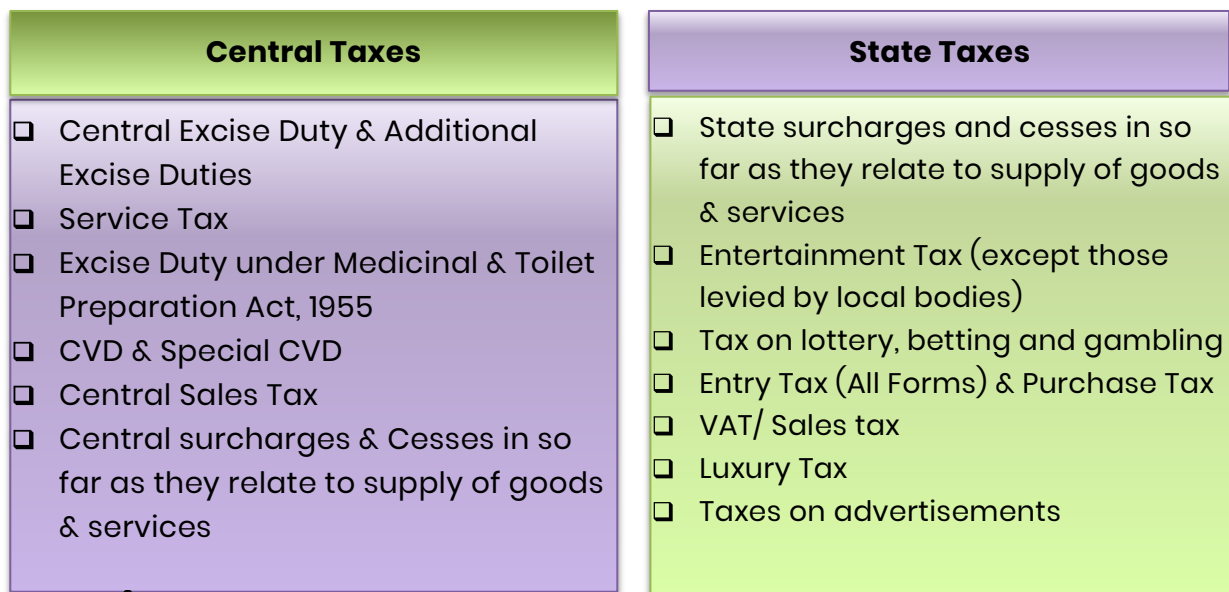 Central Taxes
❑ Central Excise Duty & Additional
Excise Duties
❑ Service Tax
❑ Excise Duty under Medicinal & Toilet
Preparation Act, 1955
❑ CVD & Special CVD
❑ Central Sales Tax
❑ Central surcharges & Cesses in so
far as they relate to supply of goods
& services
State Taxes
❑ State surcharges and cesses in so
far as they relate to supply of goods
& services
❑ Entertainment Tax (except those
levied by local bodies)
❑ Tax on lottery, betting and gambling
❑ Entry Tax (All Forms) & Purchase Tax
❑ VAT/ Sales tax
❑ Luxury Tax
❑ Taxes on advertisements